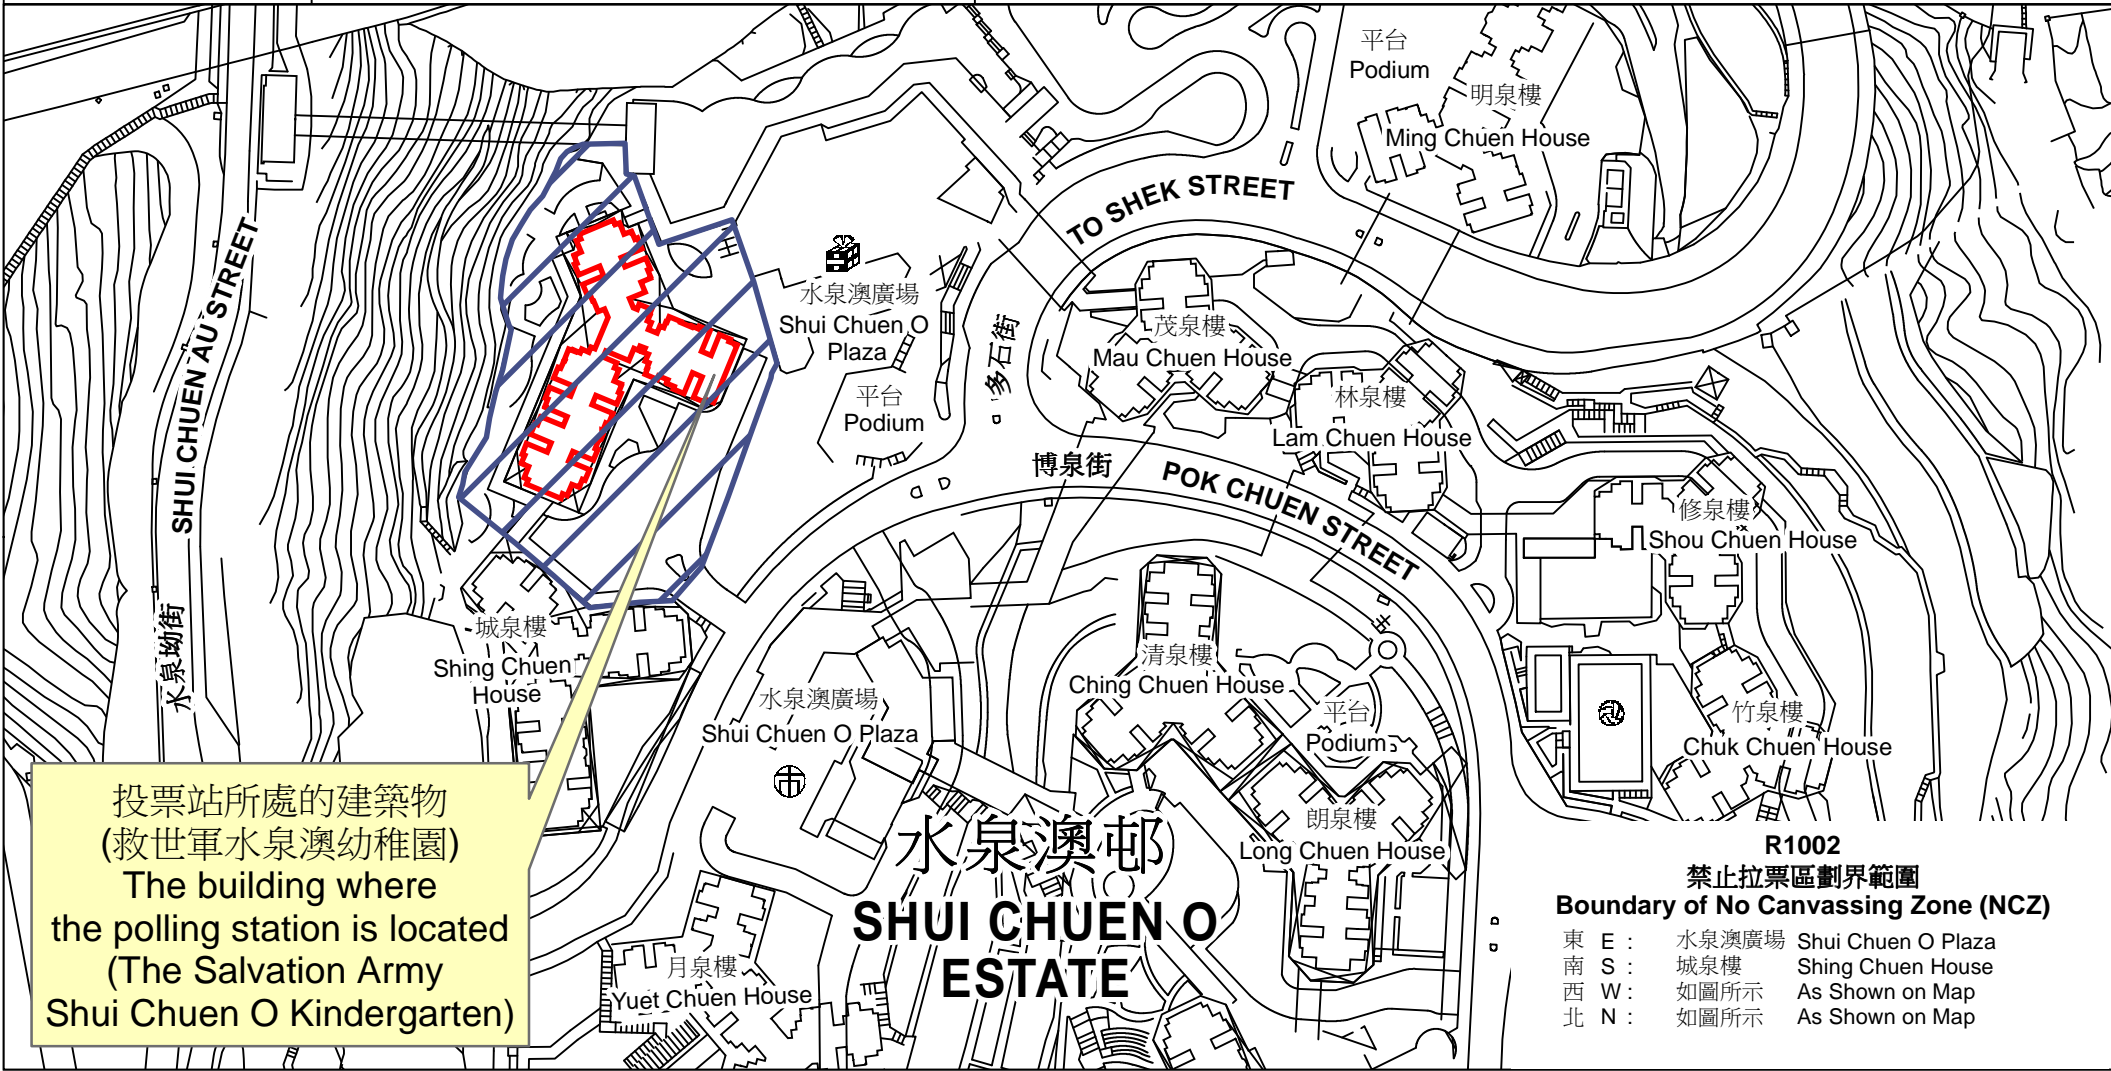 平台
Podium
明泉樓
Ming Chuen House
TO SHEK STREET
SHUI CHUEN AU STREET
水泉坳街
水泉澳廣場
Shui Chuen O
Plaza
平台
Podium
多石街
茂泉樓
Mau Chuen House
林泉樓
Lam Chuen House
博泉街
POK CHUEN STREET
修泉樓
Shou Chuen House
城泉樓
Shing Chuen
House
水泉澳廣場
Shui Chuen O Plaza
市
清泉樓
Ching Chuen House
平台
Podium
竹泉樓
Chuk Chuen House
朗泉樓
Long Chuen House
水泉澳邨
SHUI CHUEN O
ESTATE
月泉樓
Yuet Chuen House
投票站所處的建築物
(救世軍水泉澳幼稚園)
The building where
the polling station is located
(The Salvation Army
Shui Chuen O Kindergarten)
R1002
禁止拉票區劃界範圍
Boundary of No Canvassing Zone (NCZ)
東 E : 水泉澳廣場 Shui Chuen O Plaza
南 S : 城泉樓 Shing Chuen House
西 W : 如圖所示 As Shown on Map
北 N : 如圖所示 As Shown on Map